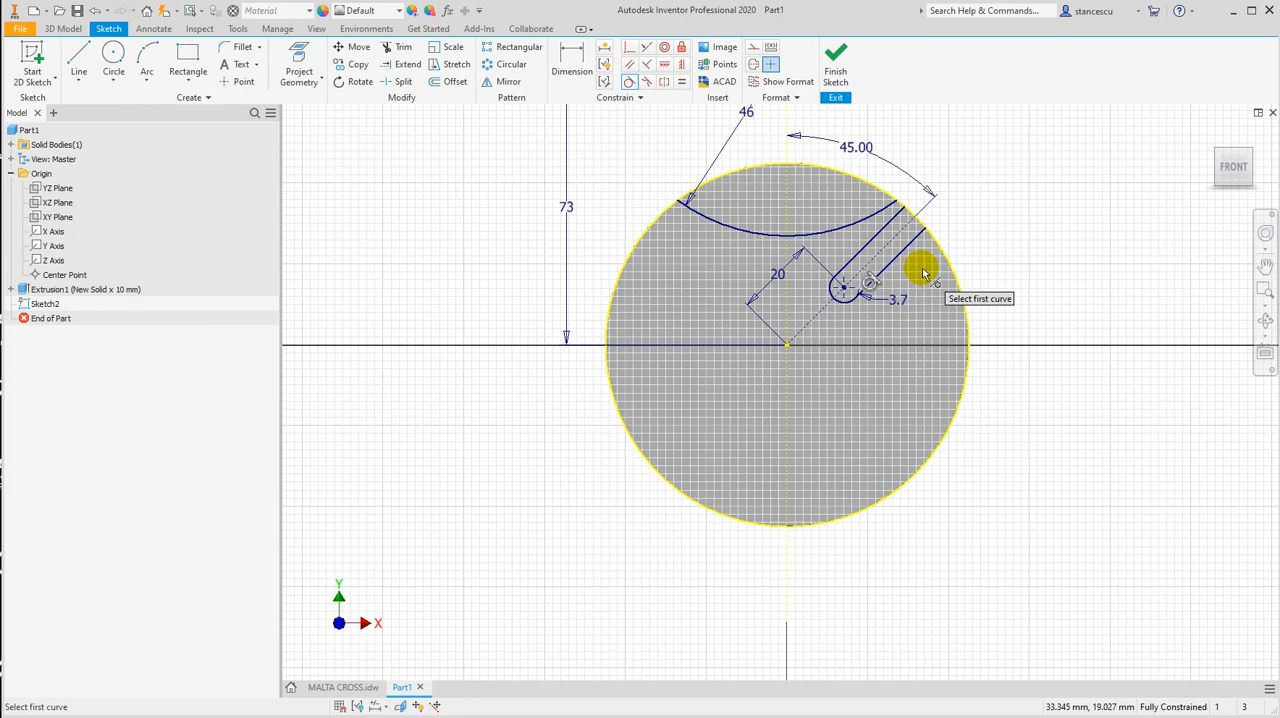 Material
Default
Autodesk Inventor Professional 2020 Part1
Search Help & Commands...
stancescu
PRO
File
3D Model
Sketch
Annotate
Inspect
Tools
Manage
View
Environments
Get Started
Add-Ins
Collaborate
Start
2D Sketch
Line
Circle
Arc
Rectangle
Fillet
Text
Point
Project
Geometry
Move
Copy
Rotate
Trim
Extend
Split
Scale
Stretch
Offset
Rectangular
Circular
Mirror
Dimension
Image
Points
ACAD
Show Format
Finish
Sketch
Sketch
Create
Modify
Pattern
Constrain
Insert
Format
Exit
Model
Part1
Solid Bodies(1)
View: Master
Origin
YZ Plane
XZ Plane
XY Plane
X Axis
Y Axis
Z Axis
Center Point
Extrusion1 (New Solid x 10 mm)
Sketch2
End of Part
46
45.00
73
20
3.7
Select first curve
FRONT
Y
X
MALTA CROSS.idw
Part1
Select first curve
33.345 mm, 19.027 mm
Fully Constrained
1
3